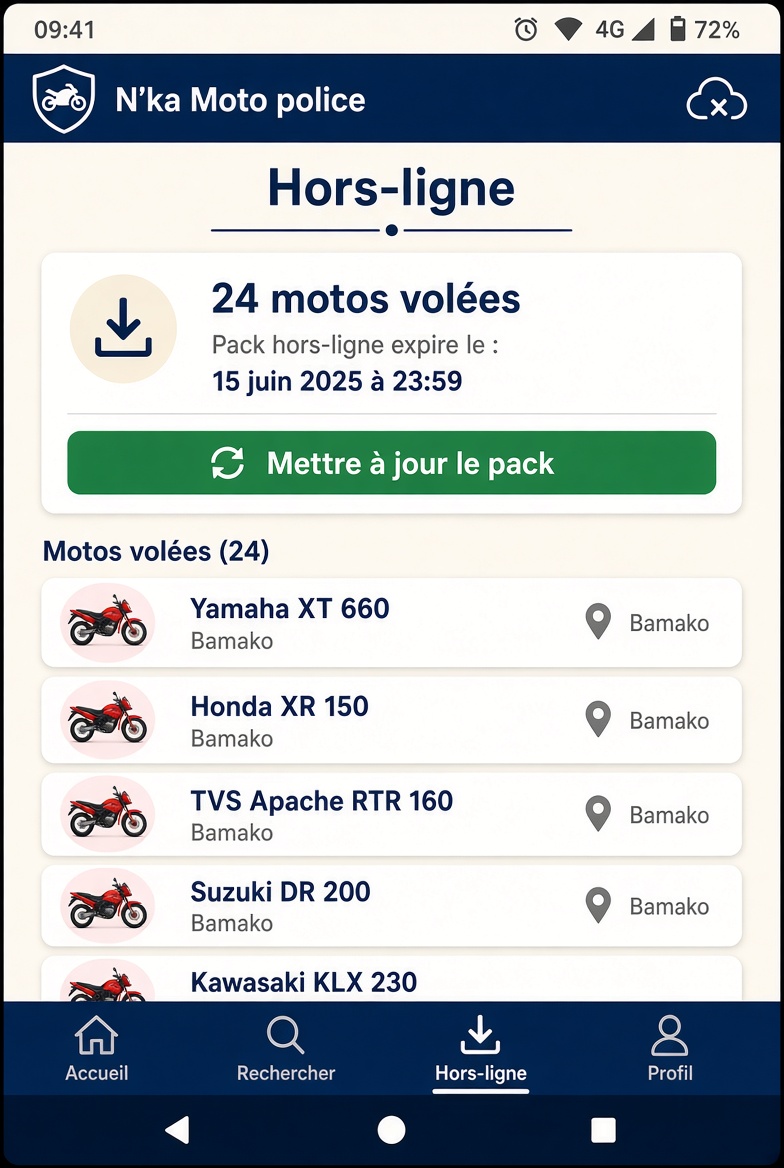 09:41
4G 72%
N’ka Moto police
Hors-ligne
24 motos volées
Pack hors-ligne expire le :
15 juin 2025 à 23:59
Mettre à jour le pack
Motos volées (24)
Yamaha XT 660
Bamako
Bamako
Honda XR 150
Bamako
Bamako
TVS Apache RTR 160
Bamako
Bamako
Suzuki DR 200
Bamako
Bamako
Kawasaki KLX 230
Accueil
Rechercher
Hors-ligne
Profil